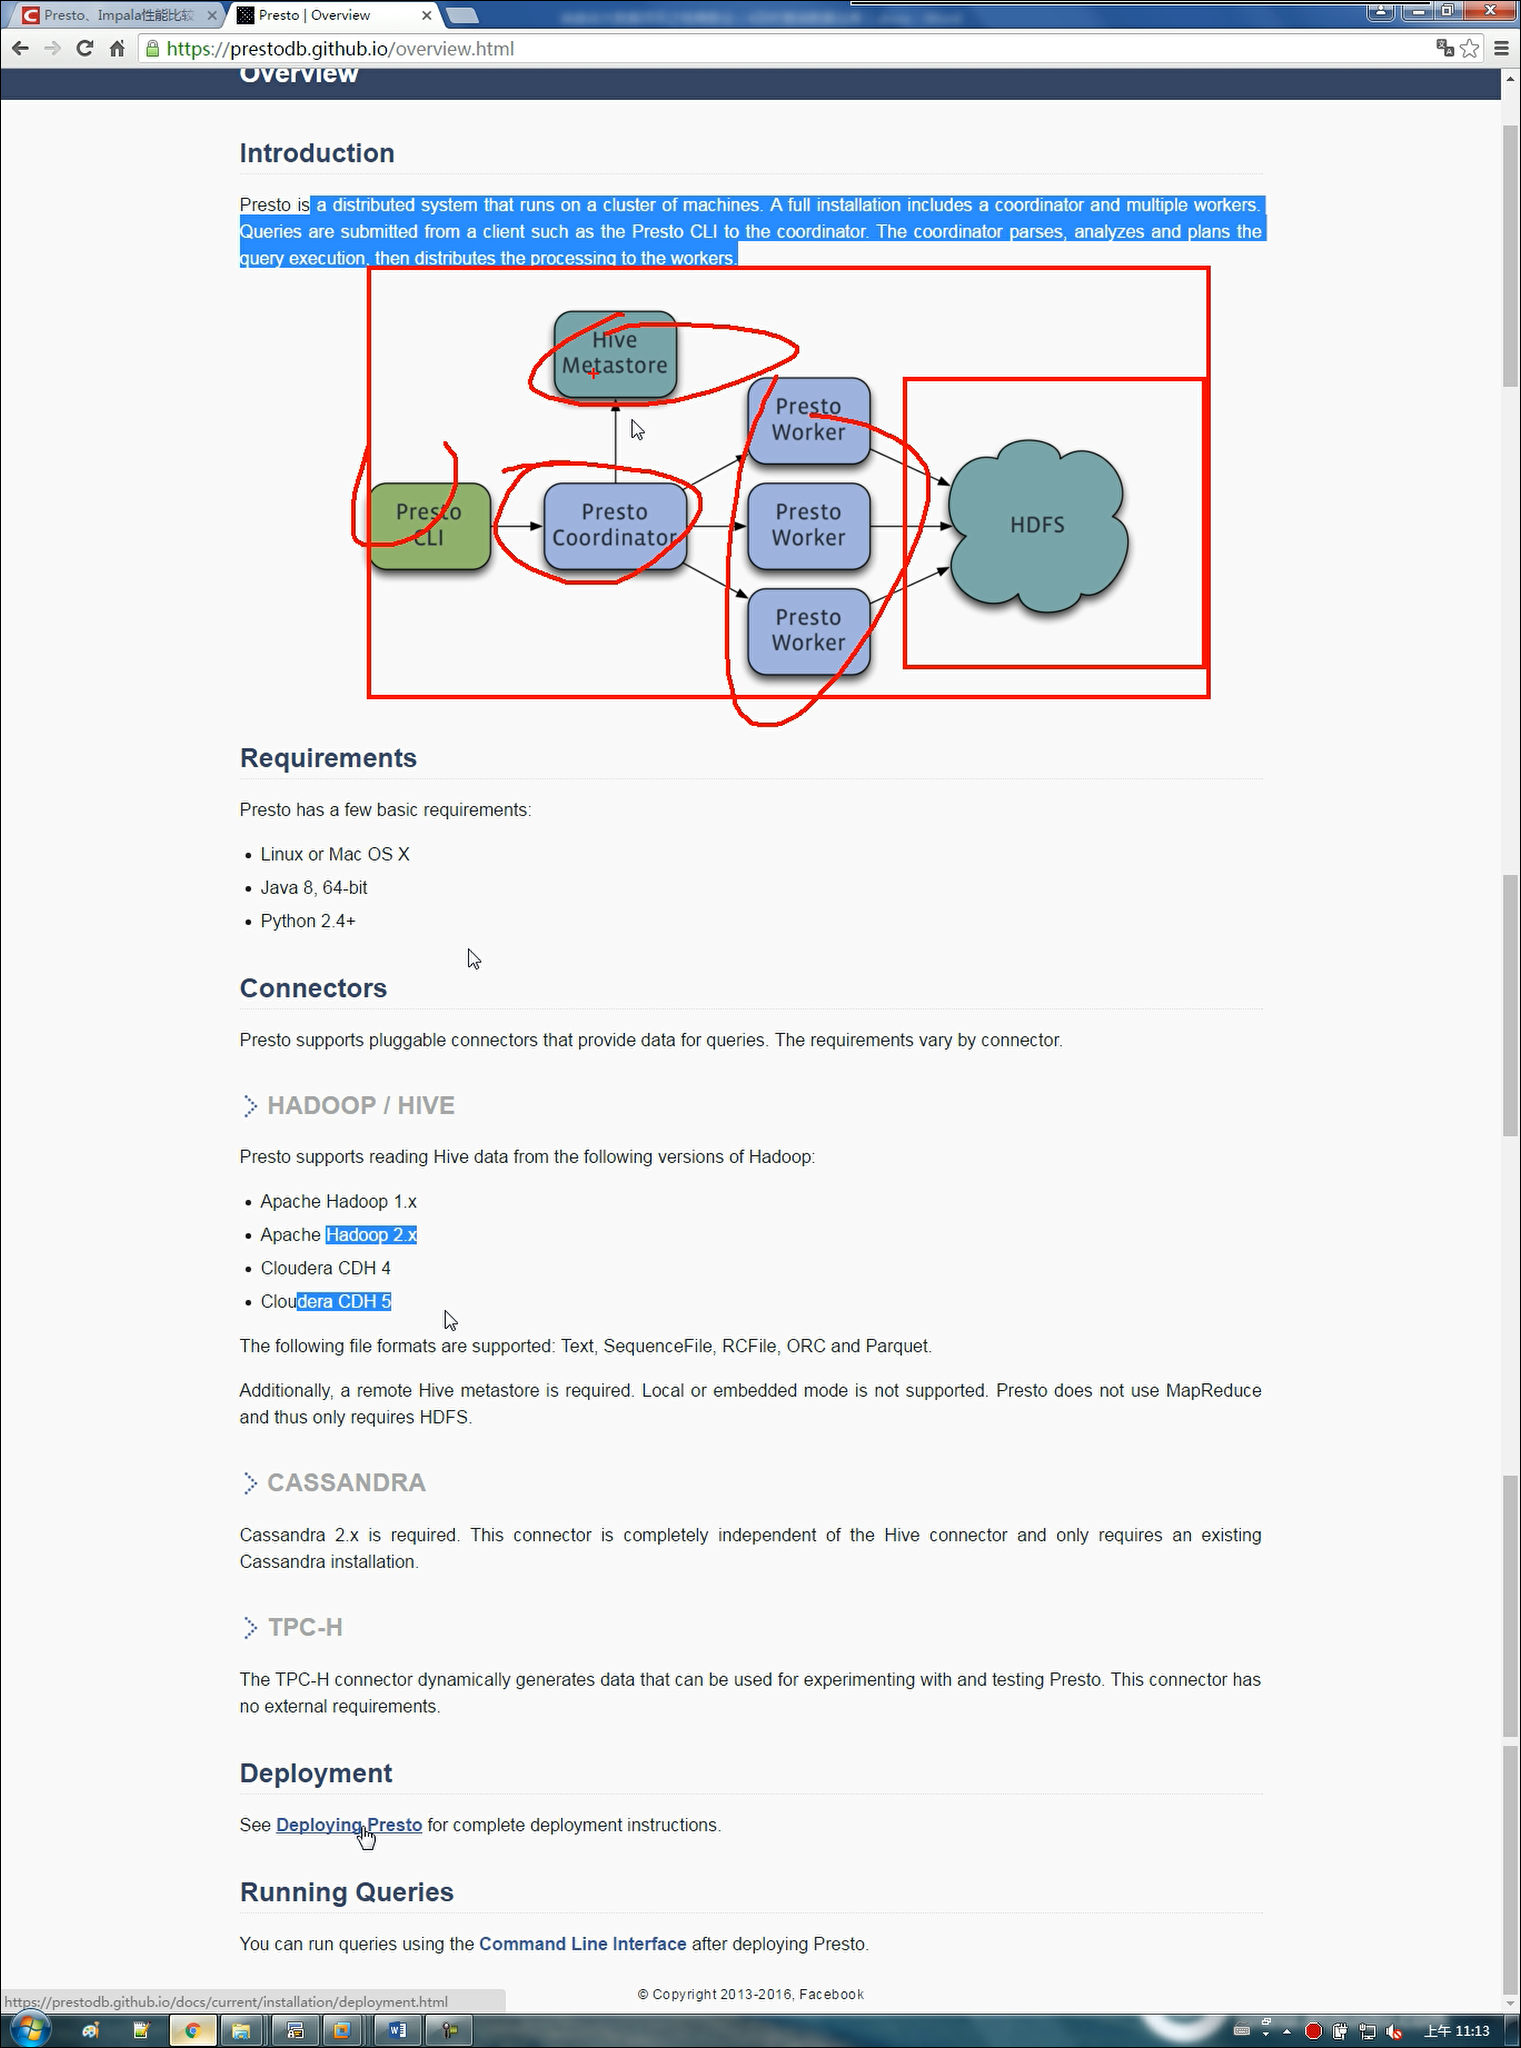 Presto、Impala性能比较
Presto | Overview
https://prestodb.github.io/overview.html
Overview
Introduction
Presto is a distributed system that runs on a cluster of machines. A full installation includes a coordinator and multiple workers.
Queries are submitted from a client such as the Presto CLI to the coordinator. The coordinator parses, analyzes and plans the
query execution, then distributes the processing to the workers.
Hive
Metastore
Presto
Worker
Presto
CLI
Presto
Coordinator
Presto
Worker
HDFS
Presto
Worker
Requirements
Presto has a few basic requirements:
• Linux or Mac OS X
• Java 8, 64-bit
• Python 2.4+
Connectors
Presto supports pluggable connectors that provide data for queries. The requirements vary by connector.
HADOOP / HIVE
Presto supports reading Hive data from the following versions of Hadoop:
• Apache Hadoop 1.x
• Apache Hadoop 2.x
• Cloudera CDH 4
• Cloudera CDH 5
The following file formats are supported: Text, SequenceFile, RCFile, ORC and Parquet.
Additionally, a remote Hive metastore is required. Local or embedded mode is not supported. Presto does not use MapReduce
and thus only requires HDFS.
CASSANDRA
Cassandra 2.x is required. This connector is completely independent of the Hive connector and only requires an existing
Cassandra installation.
TPC-H
The TPC-H connector dynamically generates data that can be used for experimenting with and testing Presto. This connector has
no external requirements.
Deployment
See Deploying Presto for complete deployment instructions.
Running Queries
You can run queries using the Command Line Interface after deploying Presto.
© Copyright 2013-2016, Facebook
https://prestodb.github.io/docs/current/installation/deployment.html
上午 11:13